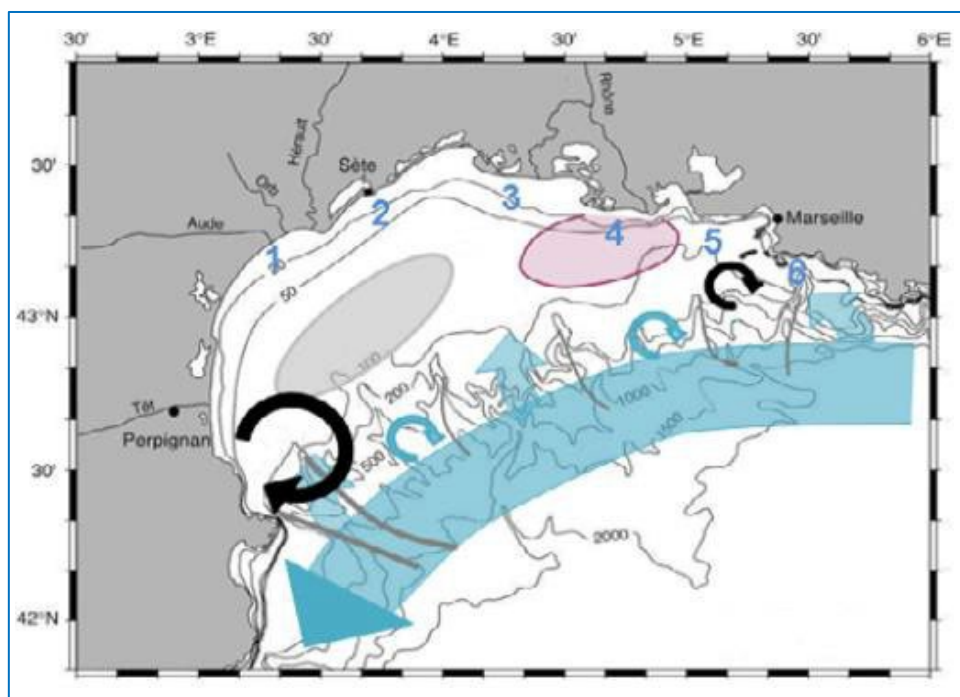 30' 3°E 30' 4°E 30' 5°E 30' 6°E
Rhône
Hérault
30' Sète
Orb
3
2
Aude 4 5 Marseille
1
6
50
43°N
100
200
1000
Têt
Perpignan
500
30'
2000
42°N